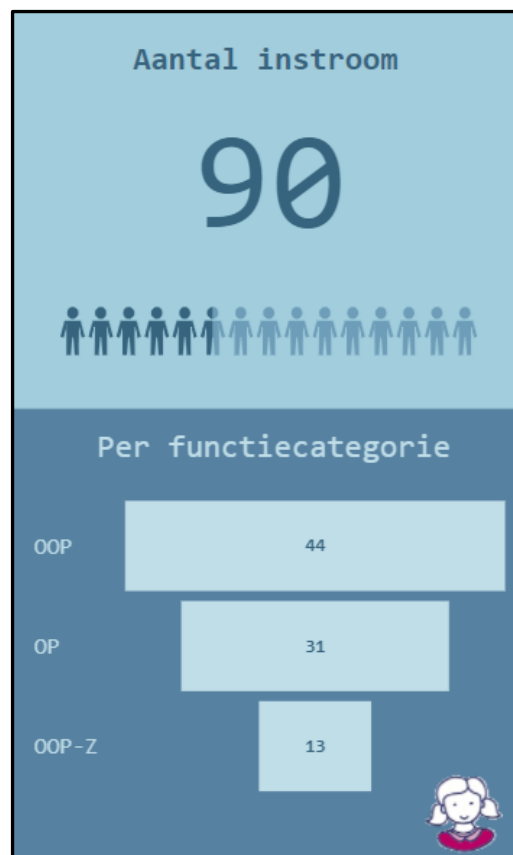 Aantal instroom
90
Per functiecategorie
OOP
44
OP
31
OOP-Z
13